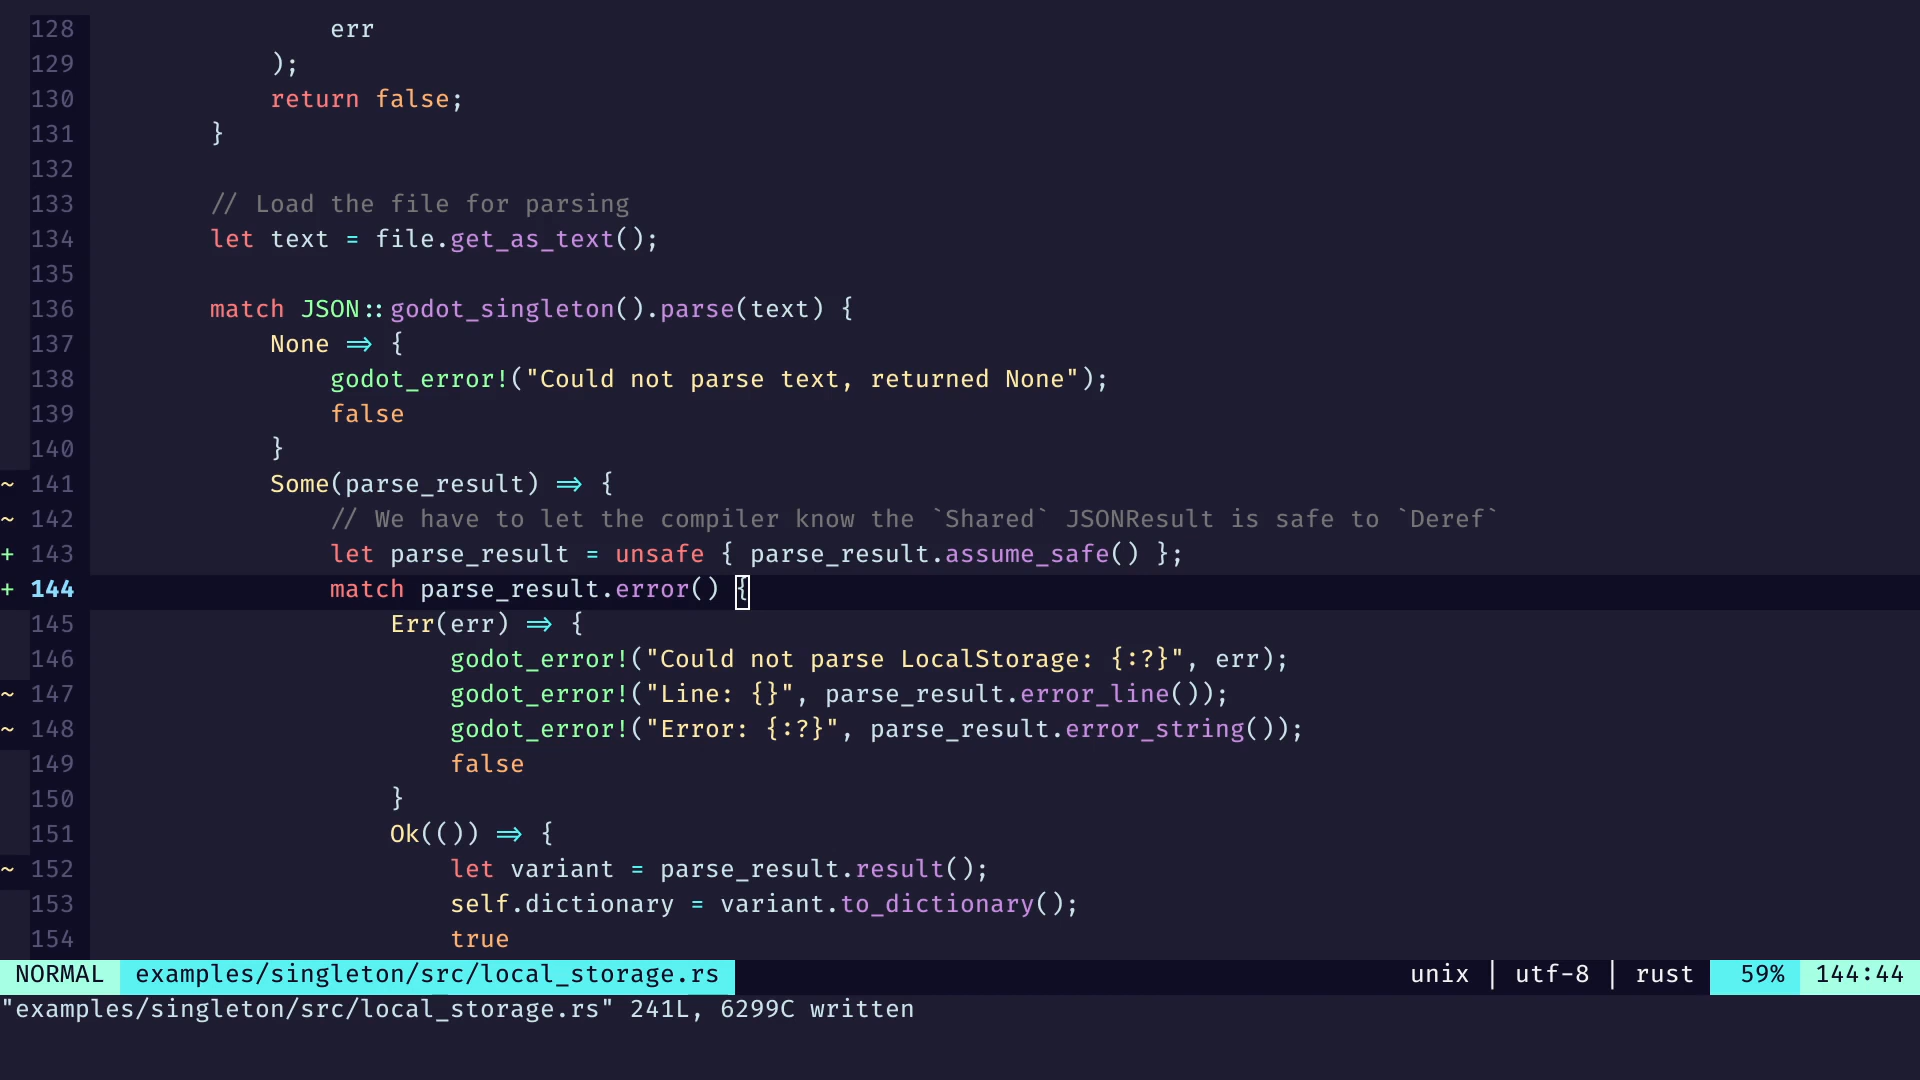 128                 err
129             );
130             return false;
131         }
132
133         // Load the file for parsing
134         let text = file.get_as_text();
135
136         match JSON::godot_singleton().parse(text) {
137             None => {
138                 godot_error!("Could not parse text, returned None");
139                 false
140             }
~ 141             Some(parse_result) => {
~ 142                 // We have to let the compiler know the `Shared` JSONResult is safe to `Deref`
+ 143                 let parse_result = unsafe { parse_result.assume_safe() };
+ 144                 match parse_result.error() {
145                     Err(err) => {
146                         godot_error!("Could not parse LocalStorage: {:?}", err);
~ 147                         godot_error!("Line: {}", parse_result.error_line());
~ 148                         godot_error!("Error: {:?}", parse_result.error_string());
149                         false
150                     }
151                     Ok(()) => {
~ 152                         let variant = parse_result.result();
153                         self.dictionary = variant.to_dictionary();
154                         true
NORMAL examples/singleton/src/local_storage.rs unix | utf-8 | rust 59% 144:44
"examples/singleton/src/local_storage.rs" 241L, 6299C written